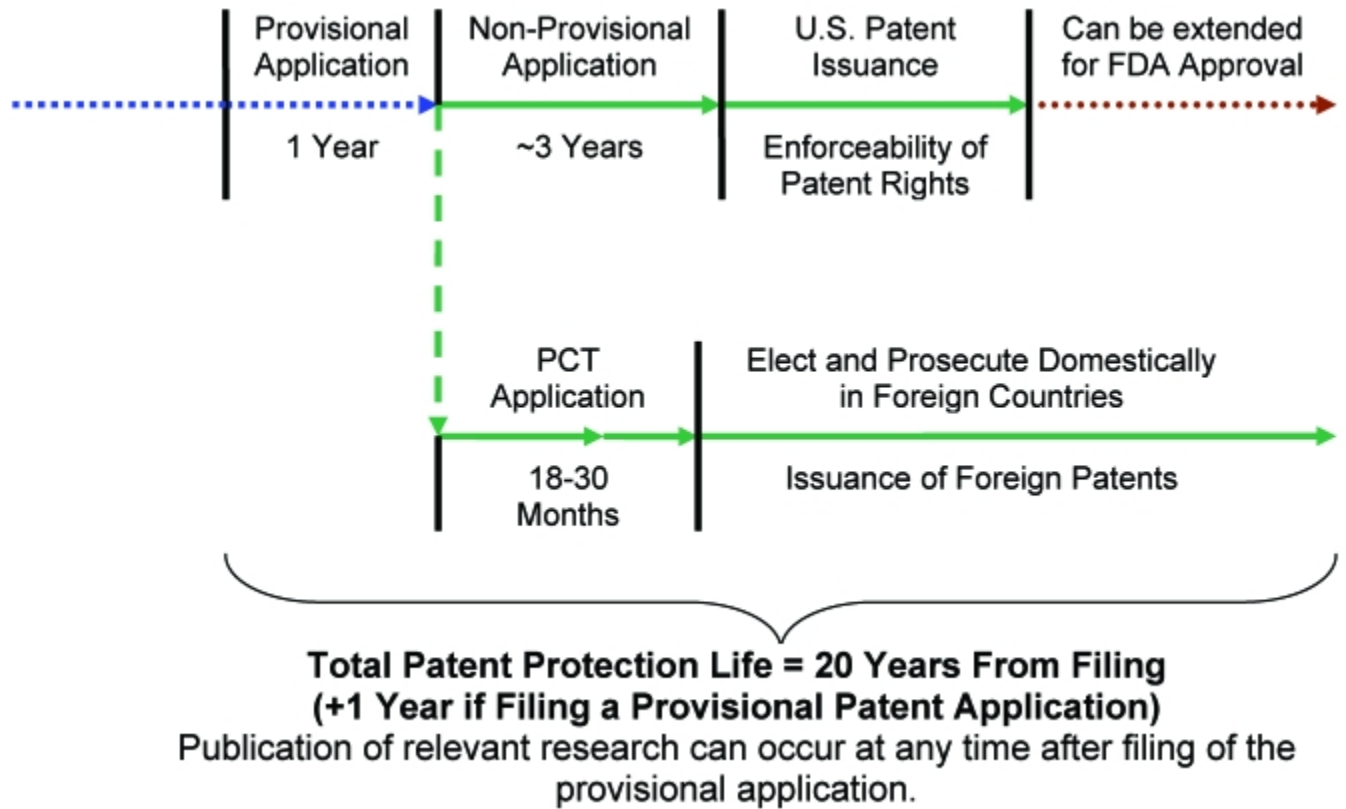 Provisional
Application
1 Year
Non-Provisional
Application
~3 Years
U.S. Patent
Issuance
Enforceability of
Patent Rights
Can be extended
for FDA Approval
PCT
Application
18-30
Months
Elect and Prosecute Domestically
in Foreign Countries
Issuance of Foreign Patents
Total Patent Protection Life = 20 Years From Filing
(+1 Year if Filing a Provisional Patent Application)
Publication of relevant research can occur at any time after filing of the
provisional application.